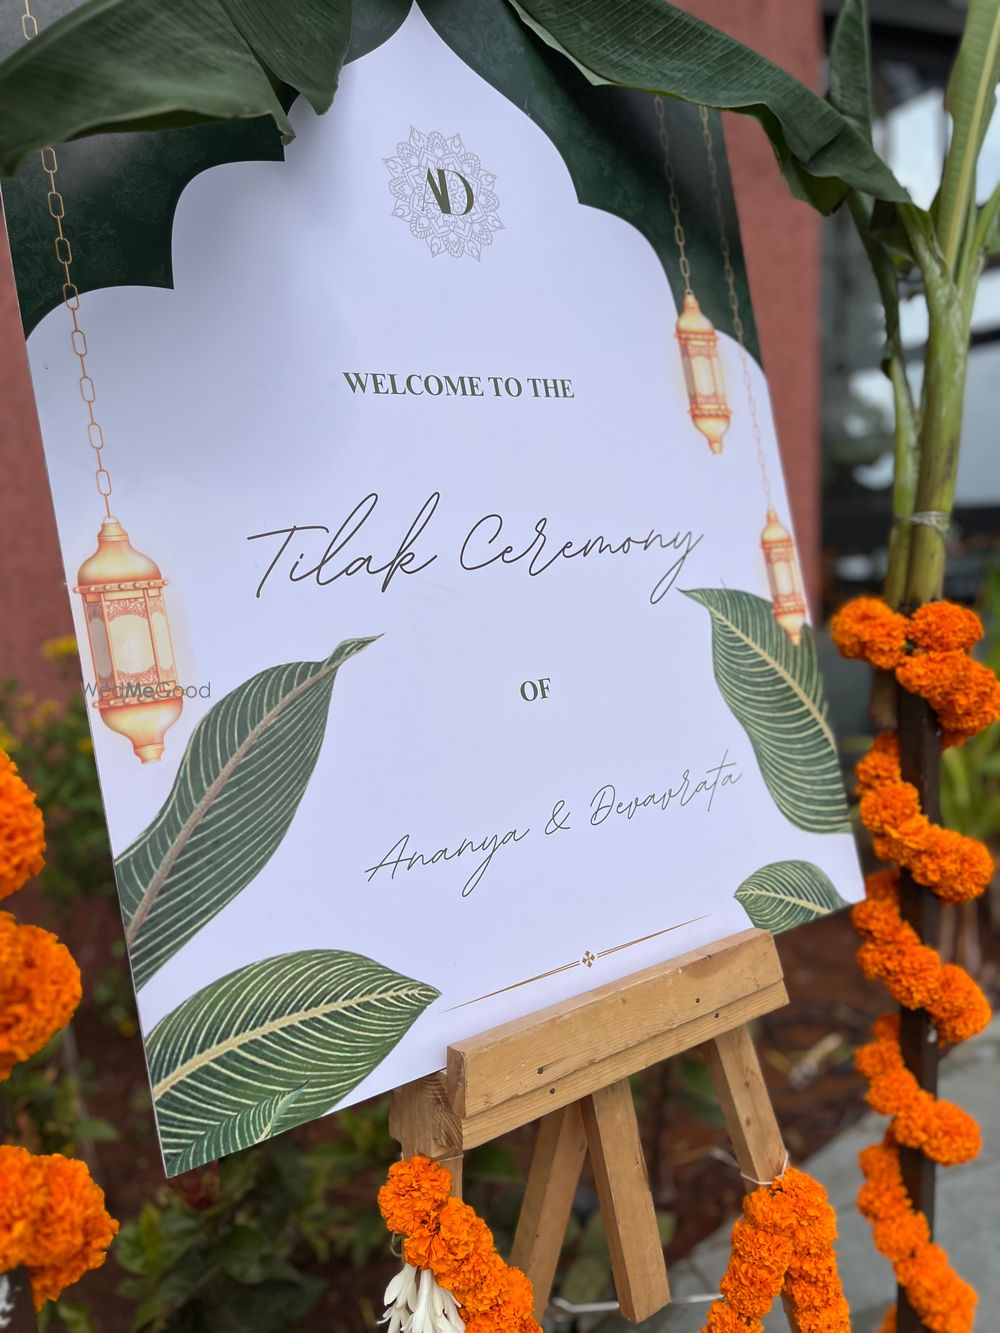 AD
WELCOME TO THE
Tilak Ceremony
OF
WedMeGood
Ananya & Devavrata